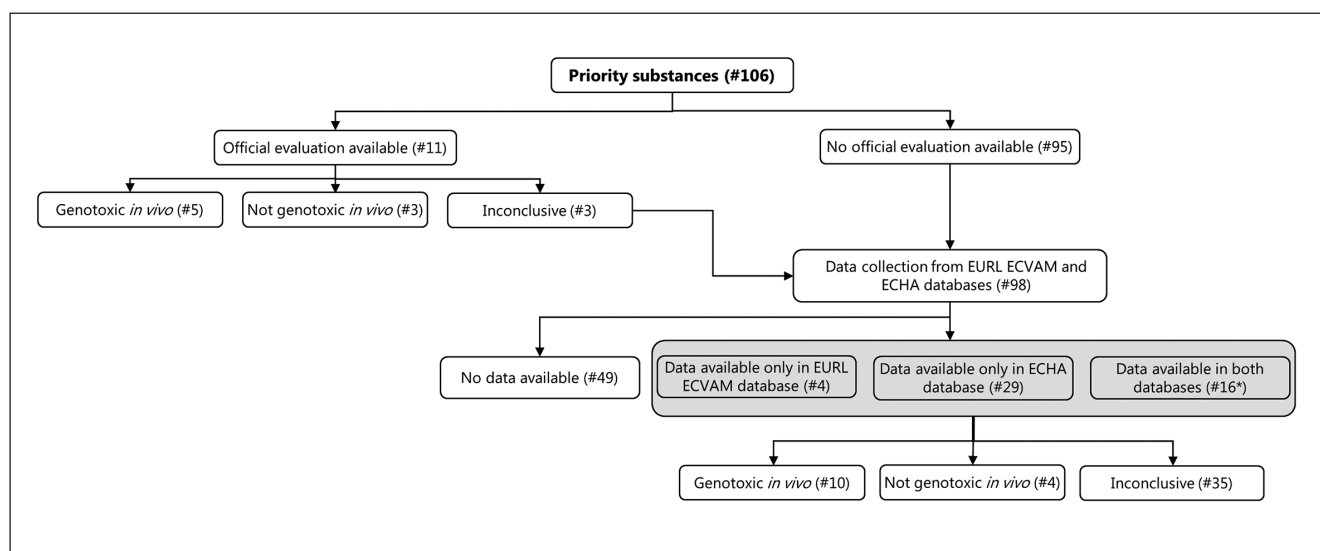 Priority substances (#106)
Official evaluation available (#11)
No official evaluation available (#95)
Genotoxic in vivo (#5)
Not genotoxic in vivo (#3)
Inconclusive (#3)
Data collection from EURL ECVAM and
ECHA databases (#98)
No data available (#49)
Data available only in EURL
ECVAM database (#4)
Data available only in ECHA
database (#29)
Data available in both
databases (#16*)
Genotoxic in vivo (#10)
Not genotoxic in vivo (#4)
Inconclusive (#35)